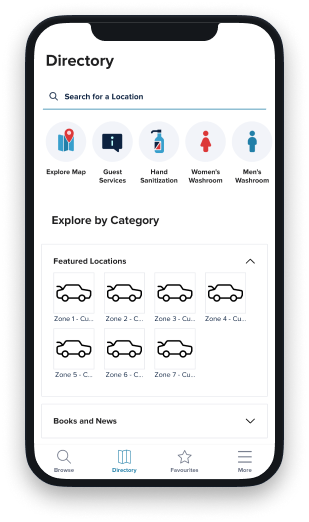 Directory
Search for a Location
Explore Map
Guest Services
Hand Sanitization
Women's Washroom
Men's Washroom
Explore by Category
Featured Locations
Zone 1 - Cu...
Zone 2 - C...
Zone 3 - Cu...
Zone 4 - Cu...
Zone 5 - C...
Zone 6 - C...
Zone 7 - Cu...
Books and News
Browse
Directory
Favourites
More